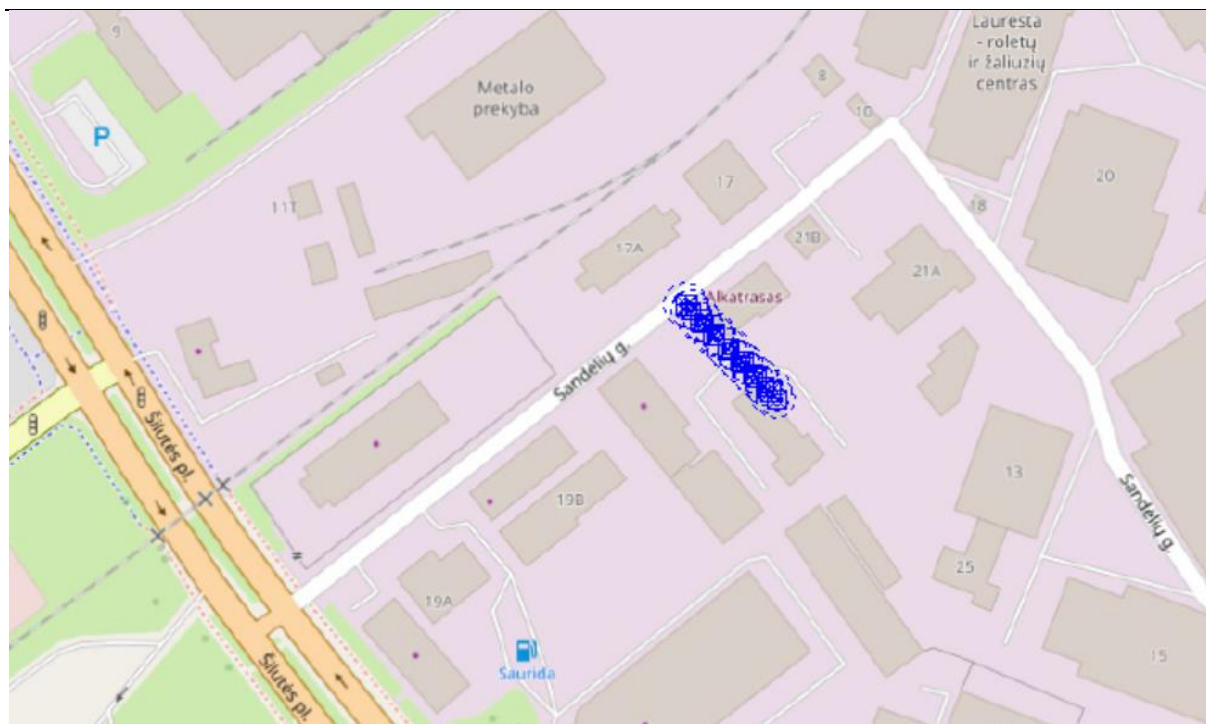 9
P
Metalo
prekyba
Lauresta
- roletų
ir žaliuzių
centras
8
10
20
17
11T
18
17A
21B
21A
Alkatrasas
Sandėlių g.
Šilutės pl.
13
19B
Sandėlių g.
25
19A
15
Saurida
Šilutės pl.